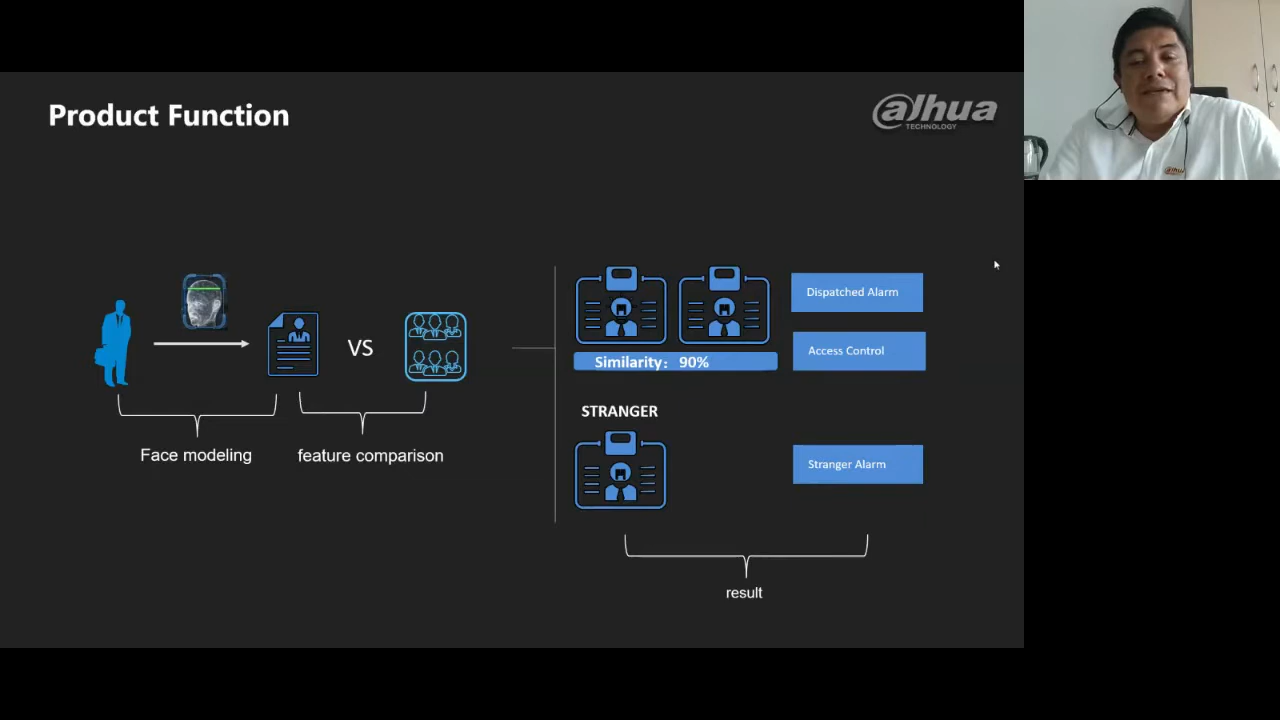 Product Function
alhua
TECHNOLOGY
VS
Face modeling
feature comparison
Similarity: 90%
Dispatched Alarm
Access Control
STRANGER
Stranger Alarm
result